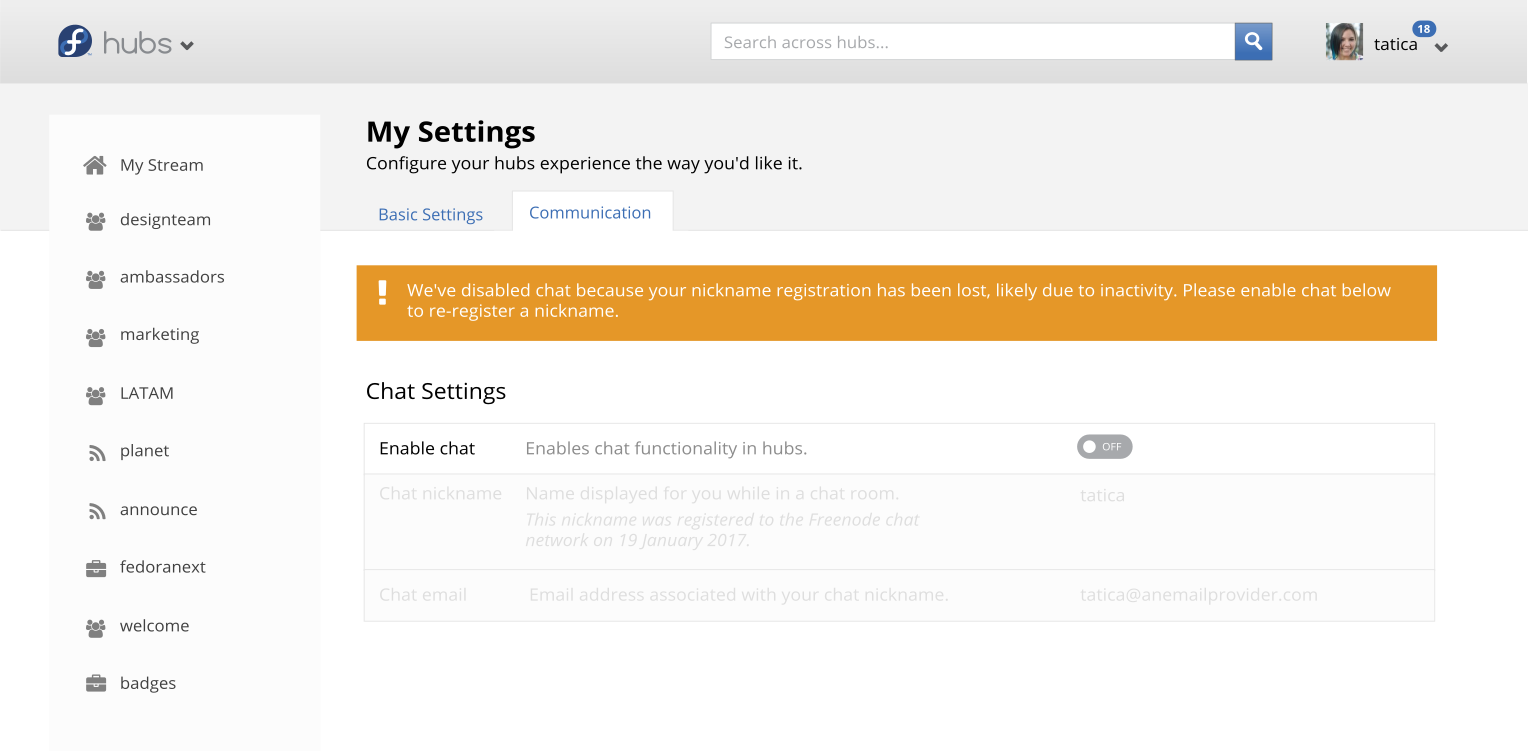 hubs
Search across hubs...
tatica
18
My Settings
Configure your hubs experience the way you'd like it.
Basic Settings
Communication
My Stream
designteam
ambassadors
marketing
LATAM
planet
announce
fedoranext
welcome
badges
We've disabled chat because your nickname registration has been lost, likely due to inactivity. Please enable chat below
to re-register a nickname.
Chat Settings
Enable chat
Enables chat functionality in hubs.
OFF
Chat nickname
Name displayed for you while in a chat room.
This nickname was registered to the Freenode chat
network on 19 January 2017.
tatica
Chat email
Email address associated with your chat nickname.
tatica@anemailprovider.com